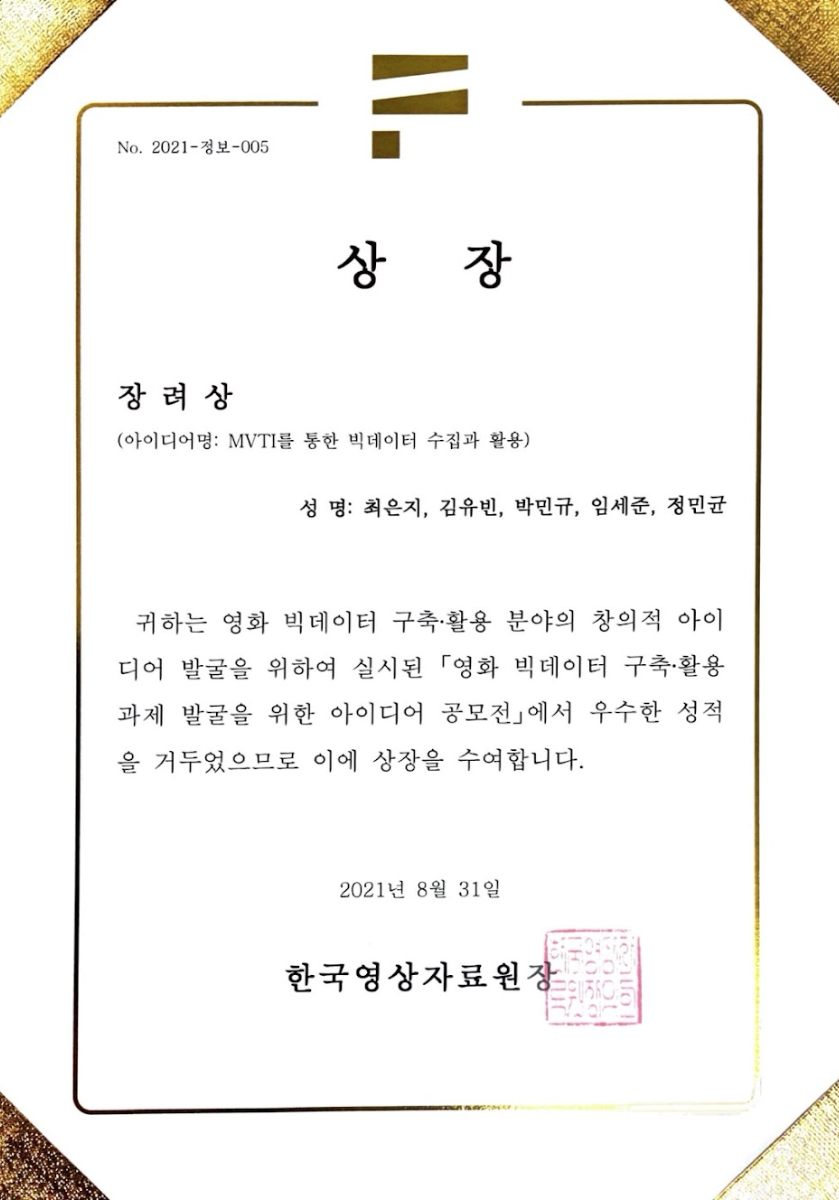 No. 2021-정보-005
상 장
장 려 상
(아이디어명: MVTI를 통한 빅데이터 수집과 활용)
성 명: 최은지, 김유빈, 박민규, 임세준, 정민균
귀하는 영화 빅데이터 구축·활용 분야의 창의적 아이
디어 발굴을 위하여 실시된 「영화 빅데이터 구축·활용
과제 발굴을 위한 아이디어 공모전」에서 우수한 성적
을 거두었으므로 이에 상장을 수여합니다.
2021년 8월 31일
한국영상자료원장